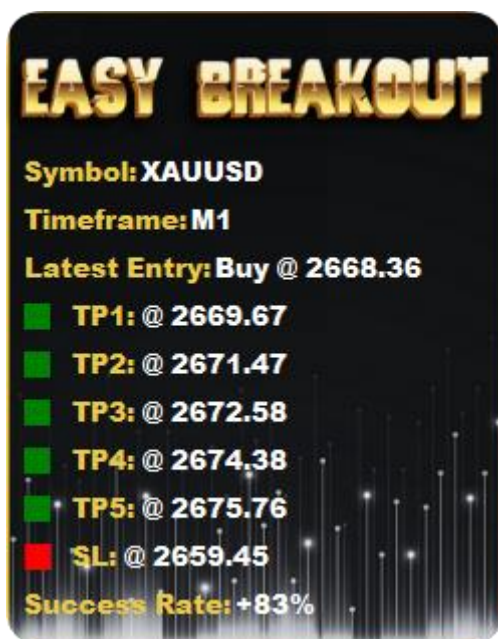 EASY BREAKOUT
Symbol: XAUUSD
Timeframe: M1
Latest Entry: Buy @ 2668.36
TP1: @ 2669.67
TP2: @ 2671.47
TP3: @ 2672.58
TP4: @ 2674.38
TP5: @ 2675.76
SL: @ 2659.45
Success Rate: +83%